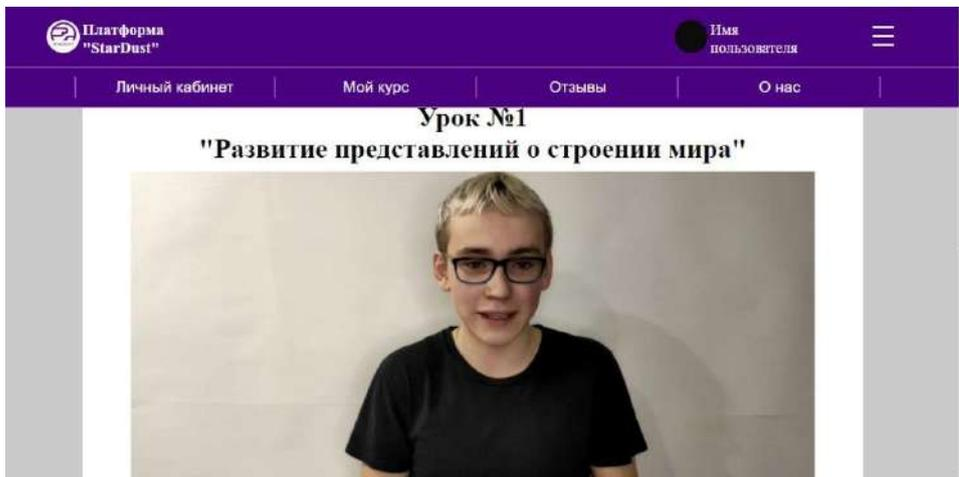 Платформа
"StarDust"
Имя
пользователя
Личный кабинет
Мой курс
Отзывы
О нас
Урок №1
"Развитие представлений о строении мира"